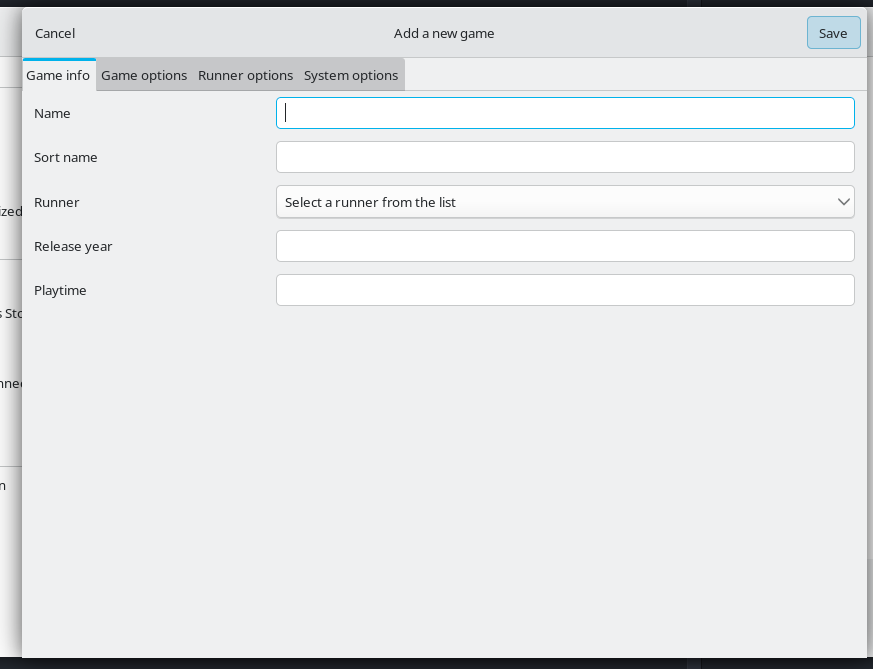 Cancel Add a new game Save
Game info Game options Runner options System options
Name
Sort name
ized
Runner Select a runner from the list
Release year
Playtime
s Sto
nnec
n